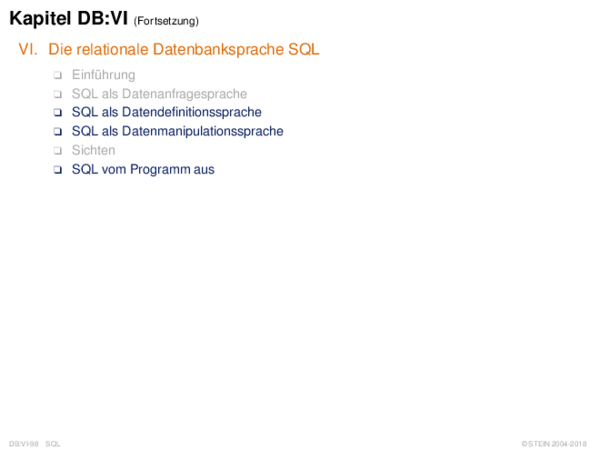 Kapitel DB:VI (Fortsetzung)
VI. Die relationale Datenbanksprache SQL
❑ Einführung
❑ SQL als Datenanfragesprache
❑ SQL als Datendefinitionssprache
❑ SQL als Datenmanipulationssprache
❑ Sichten
❑ SQL vom Programm aus
DB:VI-98 SQL
©STEIN 2004-2018